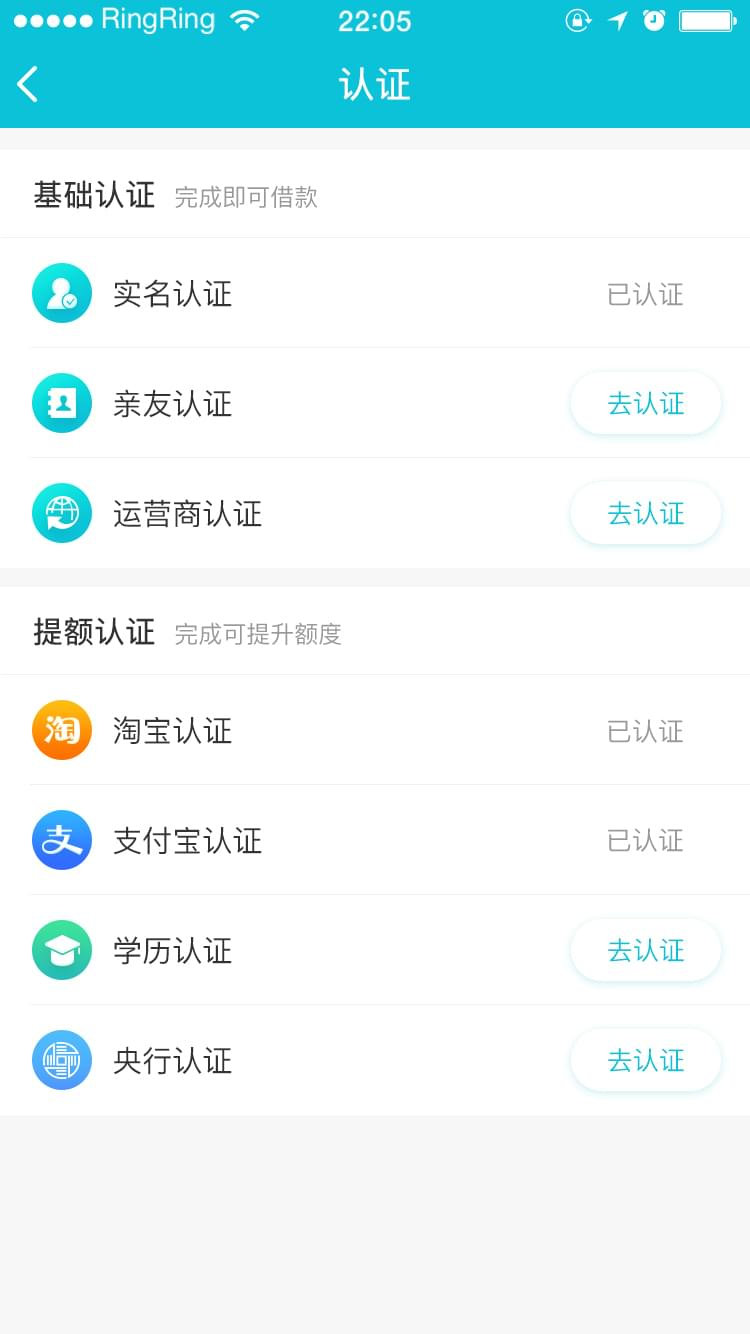 RingRing 22:05
认证
基础认证 完成即可借款
实名认证 已认证
亲友认证 去认证
运营商认证 去认证
提额认证 完成可提升额度
淘 淘宝认证 已认证
支 支付宝认证 已认证
学历认证 去认证
央行认证 去认证